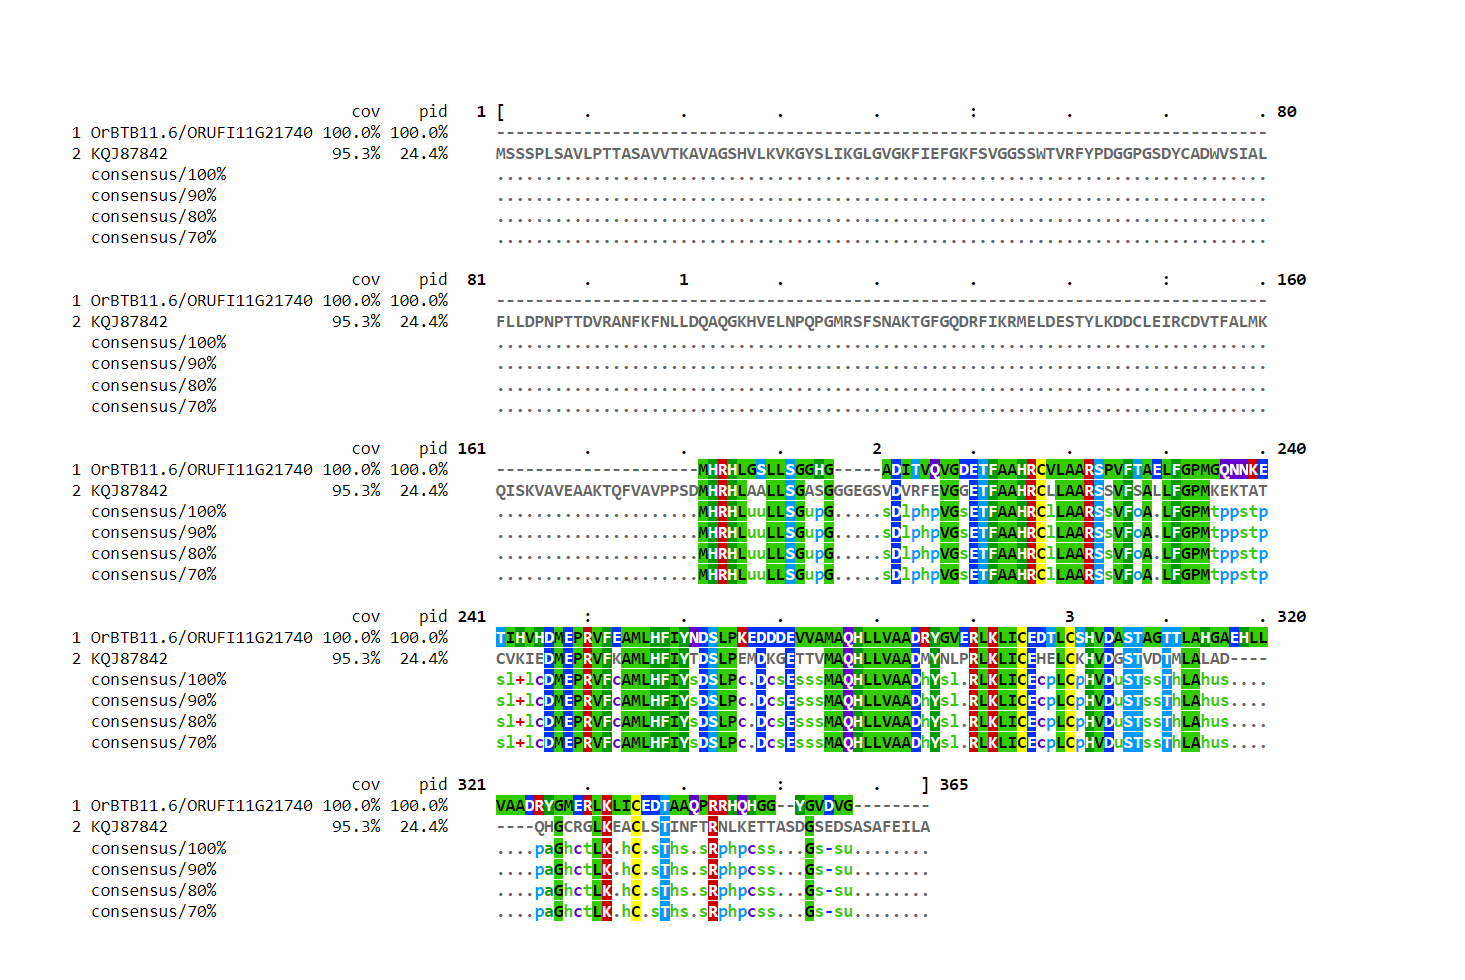 cov pid 1 [ . . . . : . . . 80
1 OrBTB11.6/ORUFI11G21740 100.0% 100.0% --------------------------------------------------------------------------------
2 KQJ87842 95.3% 24.4% MSSSPLSAVLPTTASAVVTKAVAGSHVLKVKGYSLIKGLGVGKFIEFGKFSVGGSSWTVRFYPDGGPGSDYCADWVSIAL
consensus/100% ................................................................................
consensus/90% ................................................................................
consensus/80% ................................................................................
consensus/70% ................................................................................
cov pid 81 . 1 . . . . : . 160
1 OrBTB11.6/ORUFI11G21740 100.0% 100.0% --------------------------------------------------------------------------------
2 KQJ87842 95.3% 24.4% FLLDPNPTTDVRANFKFNLLDQAQGKHVELNPQPGMRSFSNAKTGFGQDRFIKRMELDESTYLKDDCLEIRCDVTFALMK
consensus/100% ................................................................................
consensus/90% ................................................................................
consensus/80% ................................................................................
consensus/70% ................................................................................
cov pid 161 . . . 2 . . . . 240
1 OrBTB11.6/ORUFI11G21740 100.0% 100.0% ---------------------MHRHLGSLLSGGHG-----ADITVQVGDETFAAHRCVLAARSPVFTAELFGPMGQNNKE
2 KQJ87842 95.3% 24.4% QISKVAVEAAKTQFVAVPPSDMHRHLAALLSGASGGGEGSVDVRFEVGGETFAAHRCLLAARSSVFSALLFGPMKEKTAT
consensus/100% .....................MHRHLuuLLSGupG.....sDlphpVGsETFAAHRClLAARSsVFoA.LFGPMtppstp
consensus/90% .....................MHRHLuuLLSGupG.....sDlphpVGsETFAAHRClLAARSsVFoA.LFGPMtppstp
consensus/80% .....................MHRHLuuLLSGupG.....sDlphpVGsETFAAHRClLAARSsVFoA.LFGPMtppstp
consensus/70% .....................MHRHLuuLLSGupG.....sDlphpVGsETFAAHRClLAARSsVFoA.LFGPMtppstp
cov pid 241 : . . . . 3 . . 320
1 OrBTB11.6/ORUFI11G21740 100.0% 100.0% TIHVHDMEPRVFEAMLHFIYNDSLPKEDDDEVVAMAQHLLVAADRYGVERLKLICEDTLCSHVDASTAGTTLAHGAEHLL
2 KQJ87842 95.3% 24.4% CVKIEDMEPRVFKAMLHFIYTDSLPEMDKGETTVMAQHLLVAADMYNLPRLKLICEHELCKHVDGSTVDTMLALAD----
consensus/100% sl+lcDMEPRVFcAMLHFIYsDSLPc.DcsEsssMAQHLLVAADhYsl.RLKLICEcpLCpHVDuSTssThLAhus....
consensus/90% sl+lcDMEPRVFcAMLHFIYsDSLPc.DcsEsssMAQHLLVAADhYsl.RLKLICEcpLCpHVDuSTssThLAhus....
consensus/80% sl+lcDMEPRVFcAMLHFIYsDSLPc.DcsEsssMAQHLLVAADhYsl.RLKLICEcpLCpHVDuSTssThLAhus....
consensus/70% sl+lcDMEPRVFcAMLHFIYsDSLPc.DcsEsssMAQHLLVAADhYsl.RLKLICEcpLCpHVDuSTssThLAhus....
cov pid 321 . . : . ] 365
1 OrBTB11.6/ORUFI11G21740 100.0% 100.0% VAADRYGMERLKLICEDTAAQPRRHQHGG--YGVDVG--------
2 KQJ87842 95.3% 24.4% ----QHGCRGLKEACLSTINFTRNLKETTASDGSEDSASAFEILA
consensus/100% ....paGhctLK.hC.sThs.sRphpcss...Gs-su........
consensus/90% ....paGhctLK.hC.sThs.sRphpcss...Gs-su........
consensus/80% ....paGhctLK.hC.sThs.sRphpcss...Gs-su........
consensus/70% ....paGhctLK.hC.sThs.sRphpcss...Gs-su........